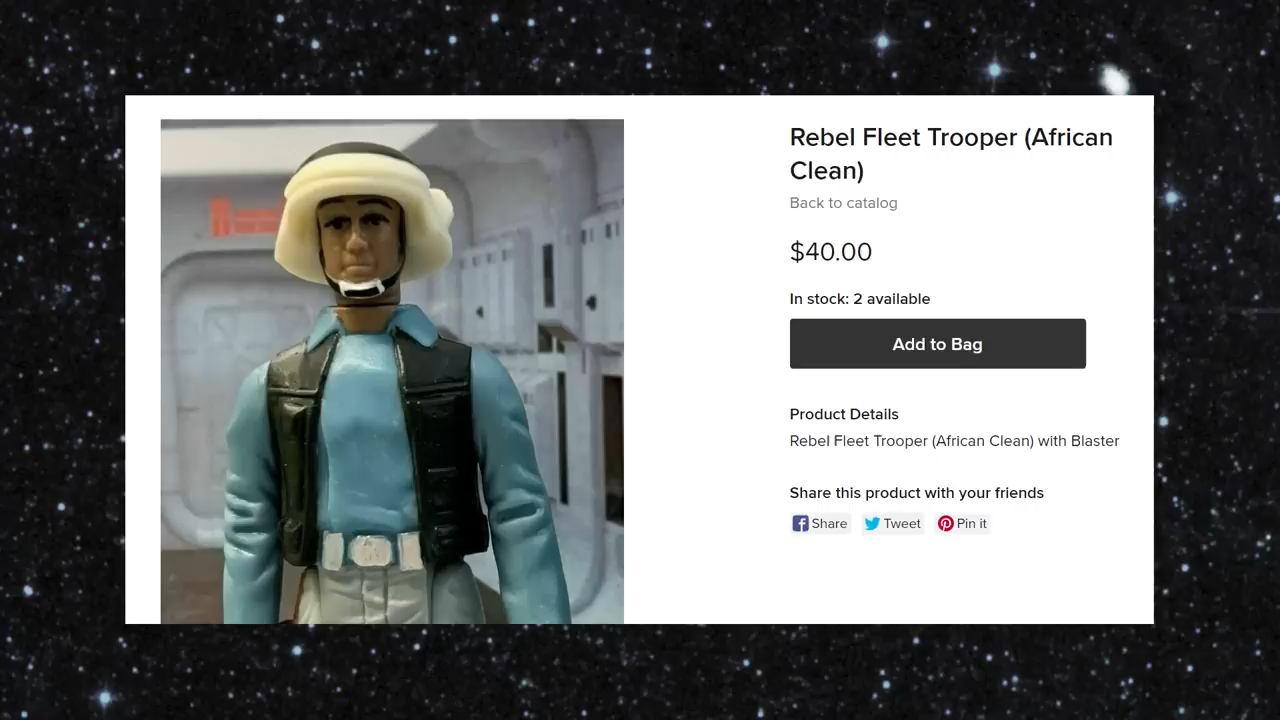 Rebel Fleet Trooper (African
Clean)
Back to catalog
$40.00
In stock: 2 available
Add to Bag
Product Details
Rebel Fleet Trooper (African Clean) with Blaster
Share this product with your friends
Share Tweet Pin it